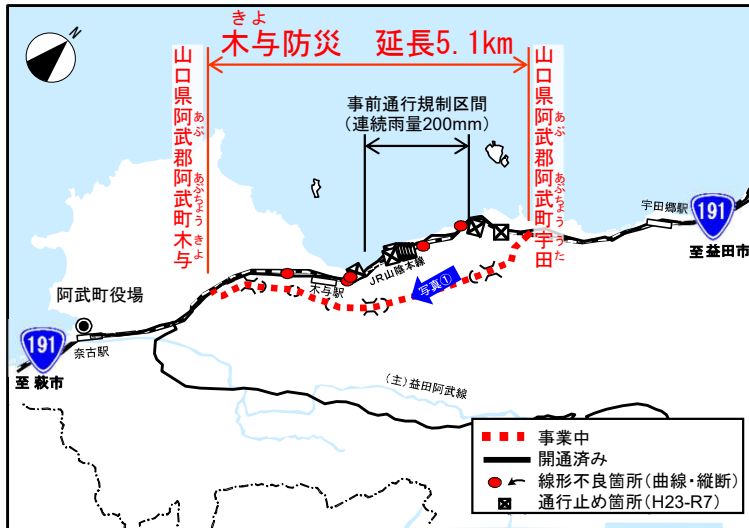 きよ
木与防災 延長5.1km
山口県阿武郡阿武町木与
あぶ
あぶちょう
きよ
山口県阿武郡阿武町宇田
あぶ
あぶちょう
うた
事前通行規制区間
(連続雨量200mm)
宇田郷駅
191
至 益田市
JR山陰本線
木与駅
写真①
阿武町役場
奈古駅
191
至 萩市
(主)益田阿武線
事業中
開通済み
線形不良箇所(曲線・縦断)
通行止め箇所(H23-R7)